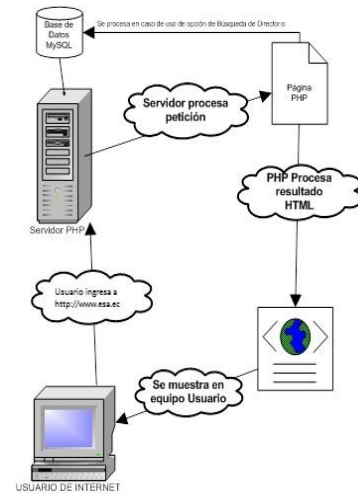 Base de
Datos
MySQL
Se procesa en caso de uso de opción de Búsqueda de Directorio
Servidor procesa
petición
Página
PHP
PHP Procesa
resultado
HTML
Servidor PHP
Usuario ingresa a
http://www.esa.ec
Se muestra en
equipo Usuario
USUARIO DE INTERNET